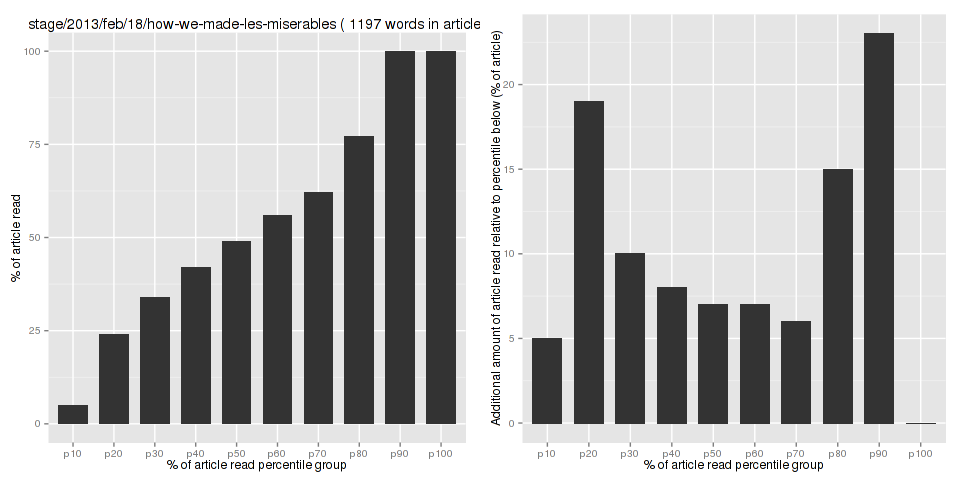 stage/2013/feb/18/how-we-made-les-miserables ( 1197 words in article
% of article read
100
75
50
25
0
p10 p20 p30 p40 p50 p60 p70 p80 p90 p100
% of article read percentile group
Additional amount of article read relative to percentile below (% of article)
20
15
10
5
0
p10 p20 p30 p40 p50 p60 p70 p80 p90 p100
% of article read percentile group